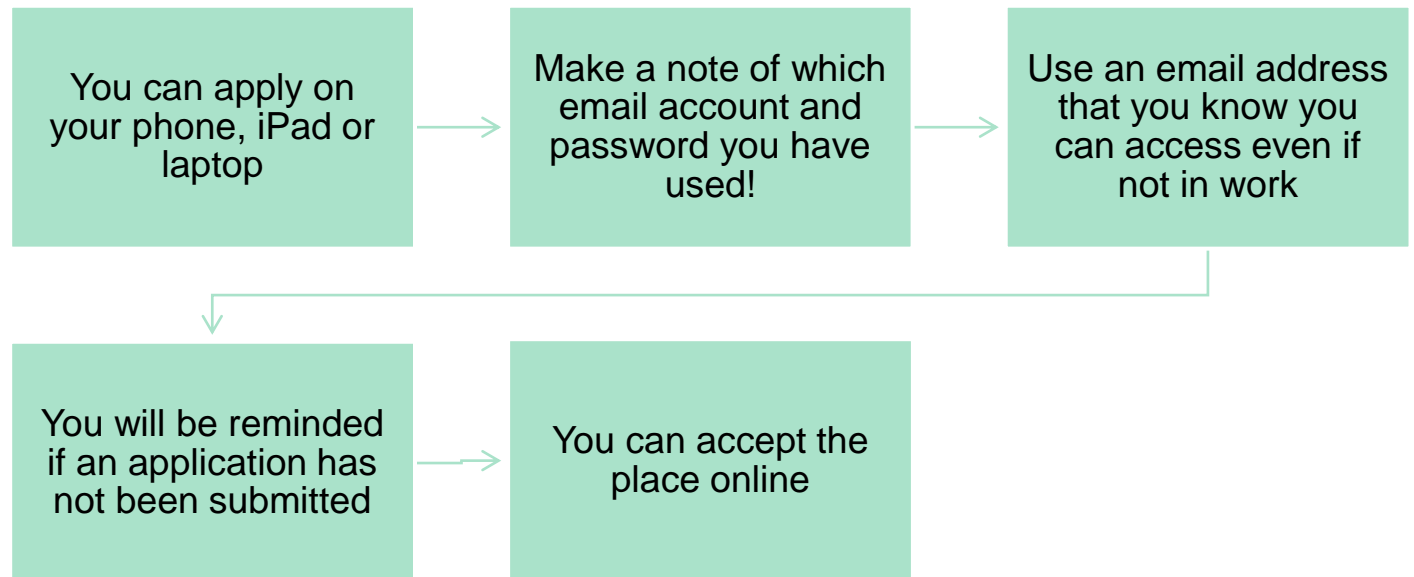 You can apply on
your phone, iPad or
laptop
Make a note of which
email account and
password you have
used!
Use an email address
that you know you
can access even if
not in work
You will be reminded
if an application has
not been submitted
You can accept the
place online